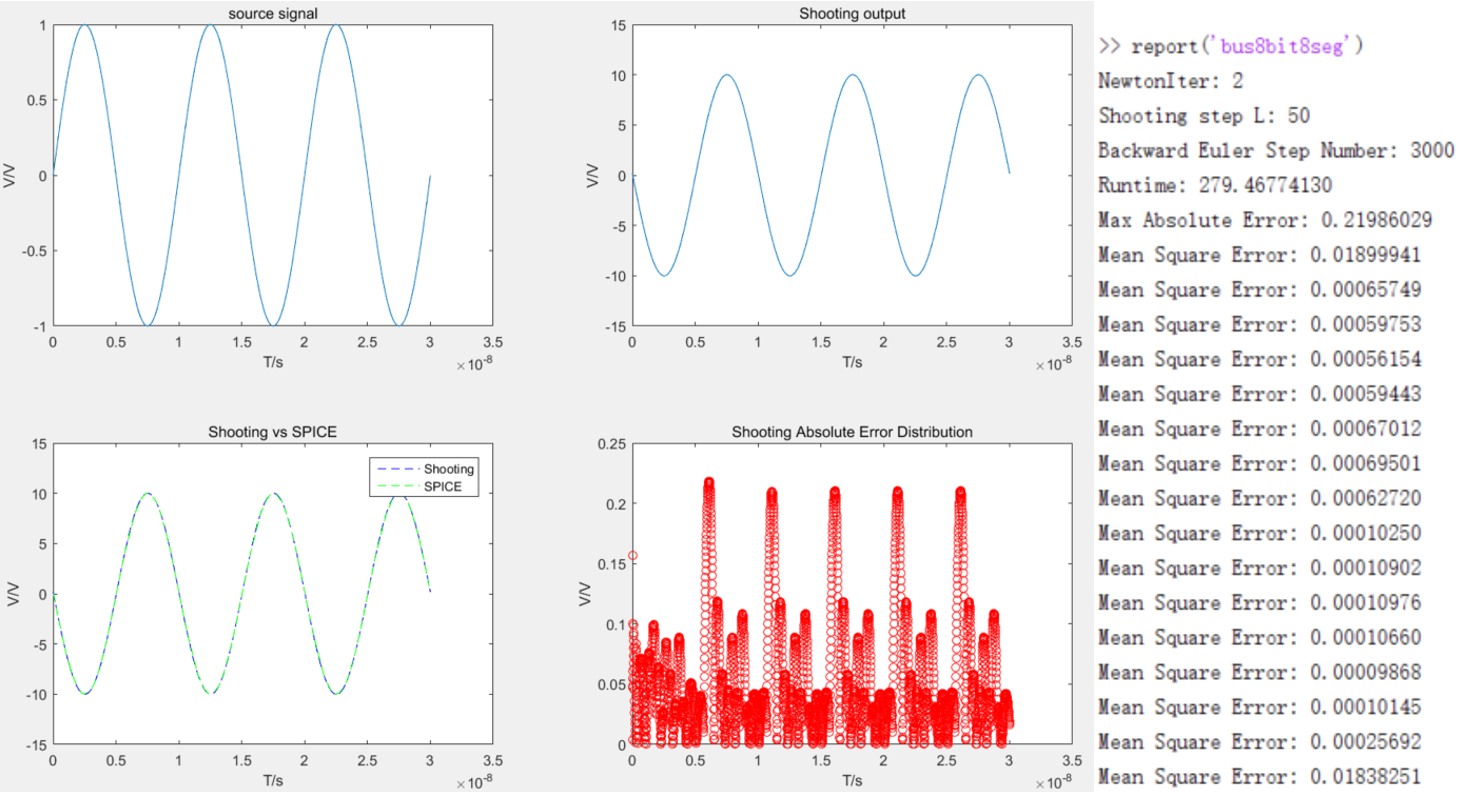 source signal
1
0.5
0
-0.5
-1
V/V
0
0.5
1
1.5
2
2.5
3
3.5
T/s
×10^-8
Shooting output
15
10
5
0
-5
-10
-15
V/V
0
0.5
1
1.5
2
2.5
3
3.5
T/s
×10^-8
Shooting vs SPICE
15
10
5
0
-5
-10
-15
V/V
Shooting
SPICE
0
0.5
1
1.5
2
2.5
3
3.5
T/s
×10^-8
Shooting Absolute Error Distribution
0.25
0.2
0.15
0.1
0.05
0
V/V
0
0.5
1
1.5
2
2.5
3
3.5
T/s
×10^-8
>> report('bus8bit8seg')
NewtonIter: 2
Shooting step L: 50
Backward Euler Step Number: 3000
Runtime: 279.46774130
Max Absolute Error: 0.21986029
Mean Square Error: 0.01899941
Mean Square Error: 0.00065749
Mean Square Error: 0.00059753
Mean Square Error: 0.00056154
Mean Square Error: 0.00059443
Mean Square Error: 0.00067012
Mean Square Error: 0.00069501
Mean Square Error: 0.00062720
Mean Square Error: 0.00010250
Mean Square Error: 0.00010902
Mean Square Error: 0.00010976
Mean Square Error: 0.00010660
Mean Square Error: 0.00009868
Mean Square Error: 0.00010145
Mean Square Error: 0.00025692
Mean Square Error: 0.01838251